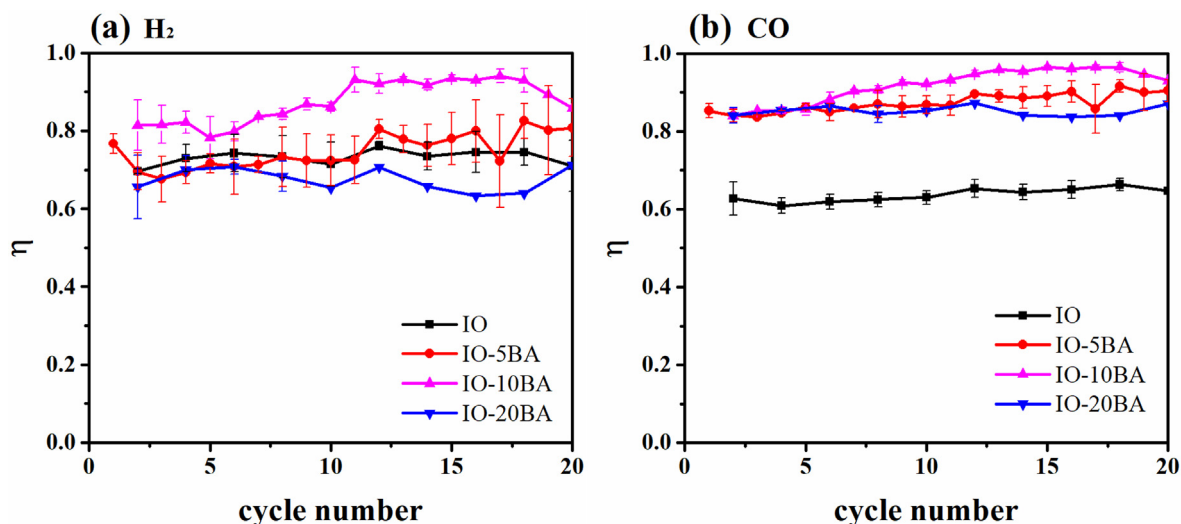 (a) H₂
1.0
0.8
0.6
0.4
0.2
0.0
η
IO
IO-5BA
IO-10BA
IO-20BA
0 5 10 15 20
cycle number
(b) CO
1.0
0.8
0.6
0.4
0.2
0.0
η
IO
IO-5BA
IO-10BA
IO-20BA
0 5 10 15 20
cycle number